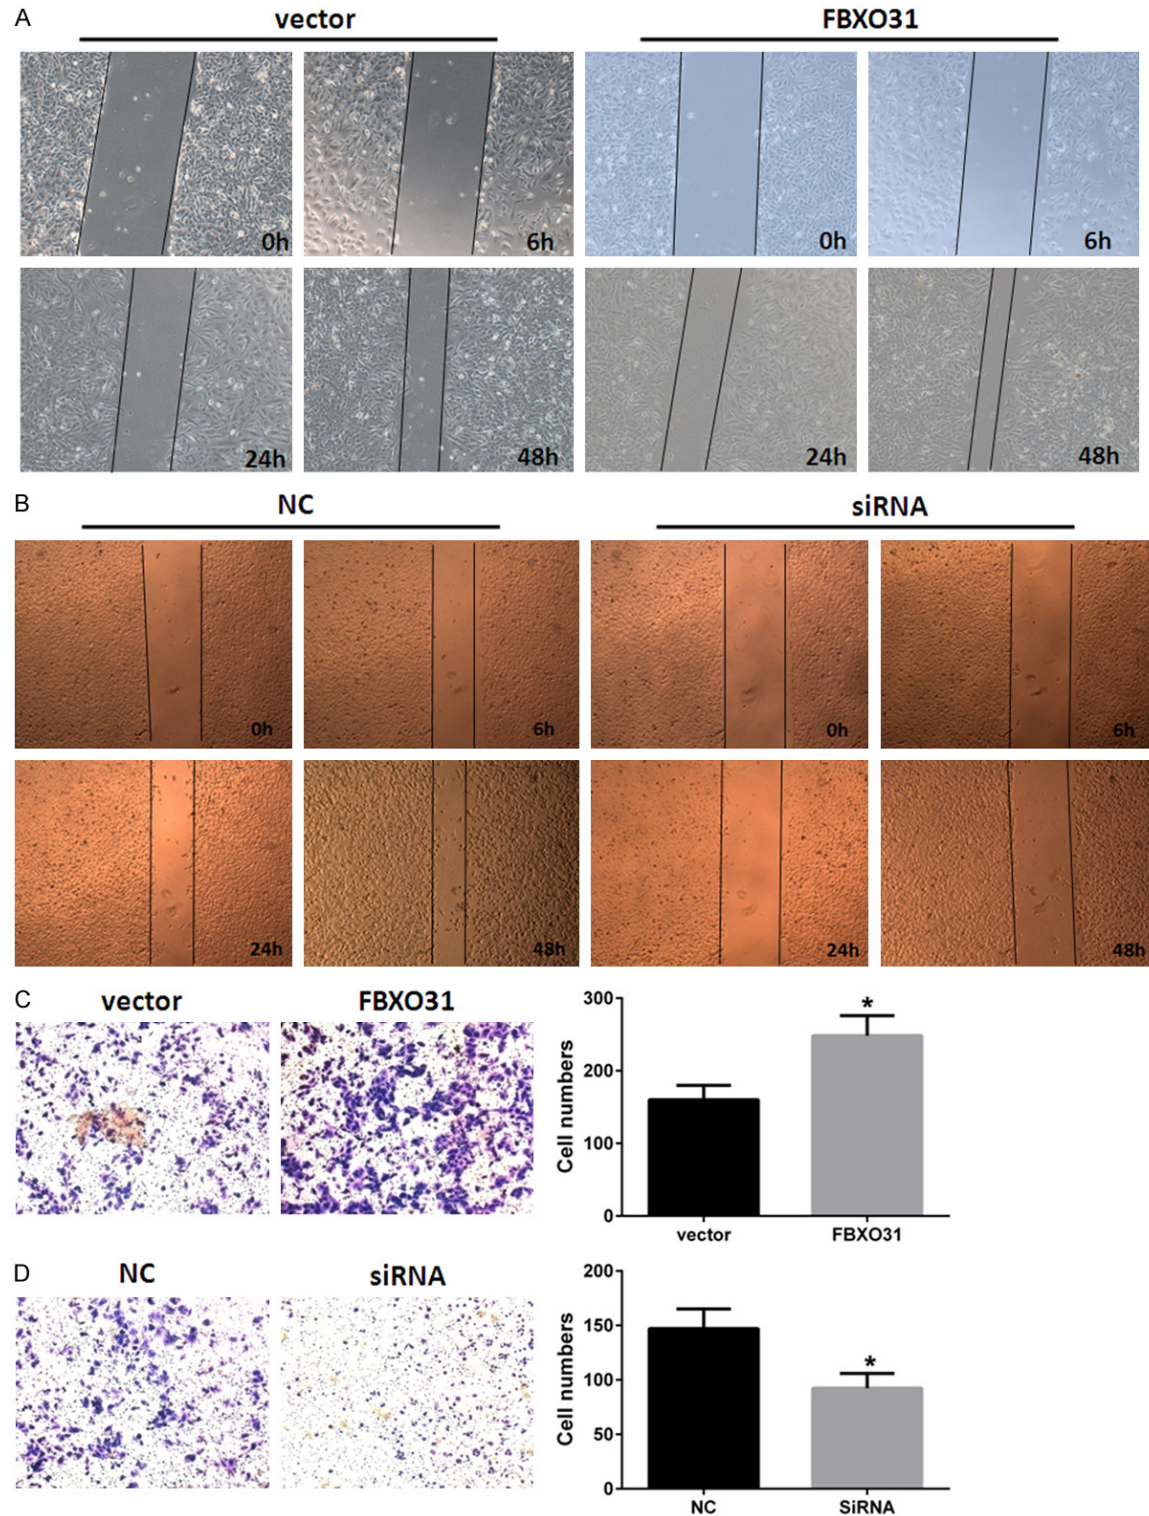 A
vector
FBXO31
0h
6h
0h
6h
24h
48h
24h
48h
B
NC
siRNA
0h
6h
0h
6h
24h
48h
24h
48h
C
vector
FBXO31
300
*
200
100
0
Cell numbers
vector
FBXO31
D
NC
siRNA
200
150
*
100
50
0
Cell numbers
NC
SiRNA